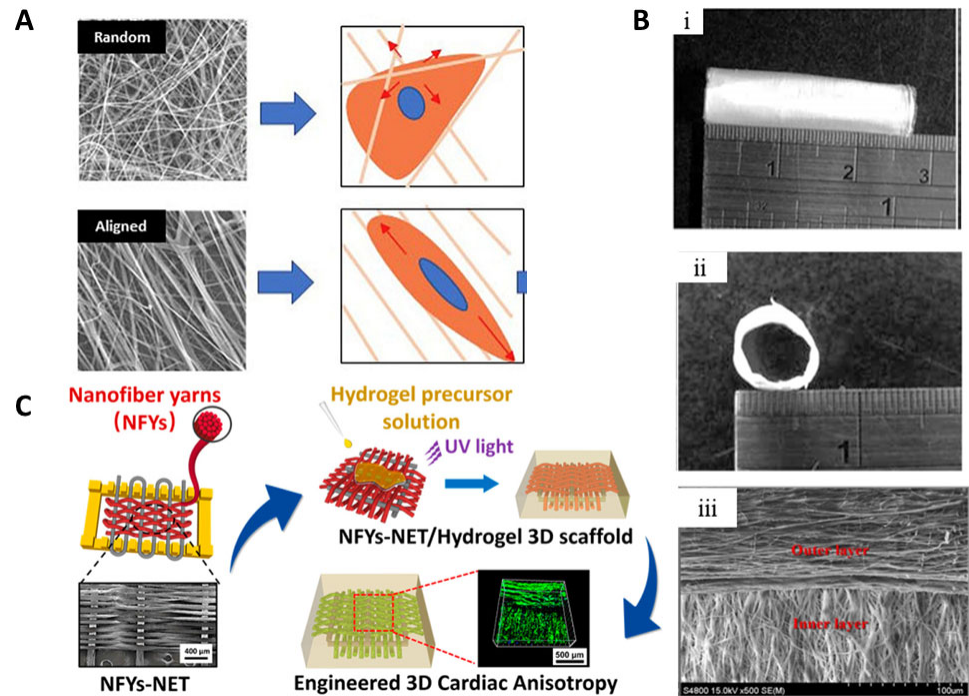 A
Random
Aligned
B
i
1
2
3
32
1
ii
1
iii
Outer layer
Inner layer
S4800 15.0kV x500 SE(M)
100um
C
Nanofiber yarns
(NFYs)
400 μm
NFYs-NET
Hydrogel precursor
solution
UV light
NFYs-NET/Hydrogel 3D scaffold
500 μm
Engineered 3D Cardiac Anisotropy